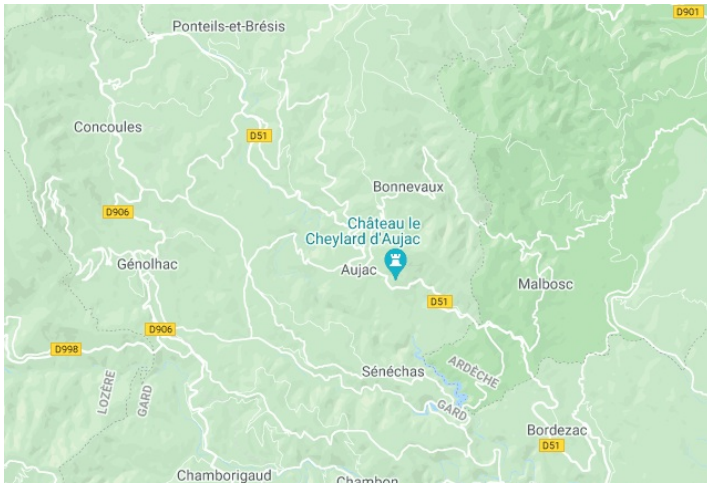 D901
Ponteils-et-Brésis
Concoules
D51
Bonnevaux
D906
Château le
Cheylard d'Aujac
Génolhac
Aujac
Malbosc
D51
D906
D998
Sénéchas
ARDÈCHE
LOZÈRE
GARD
GARD
Bordezac
D51
Chamborigaud
Chambon